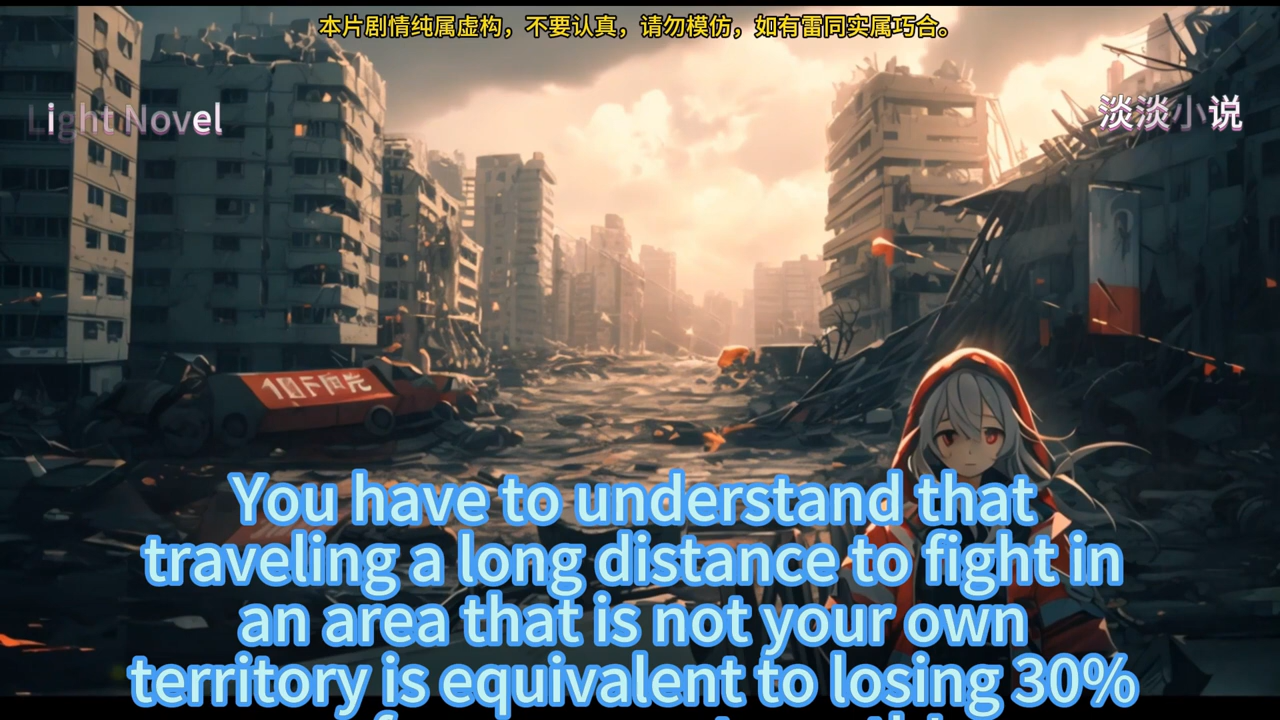 本片剧情纯属虚构，不要认真，请勿模仿，如有雷同实属巧合。
Light Novel
淡淡小说
You have to understand that
traveling a long distance to fight in
an area that is not your own
territory is equivalent to losing 30%